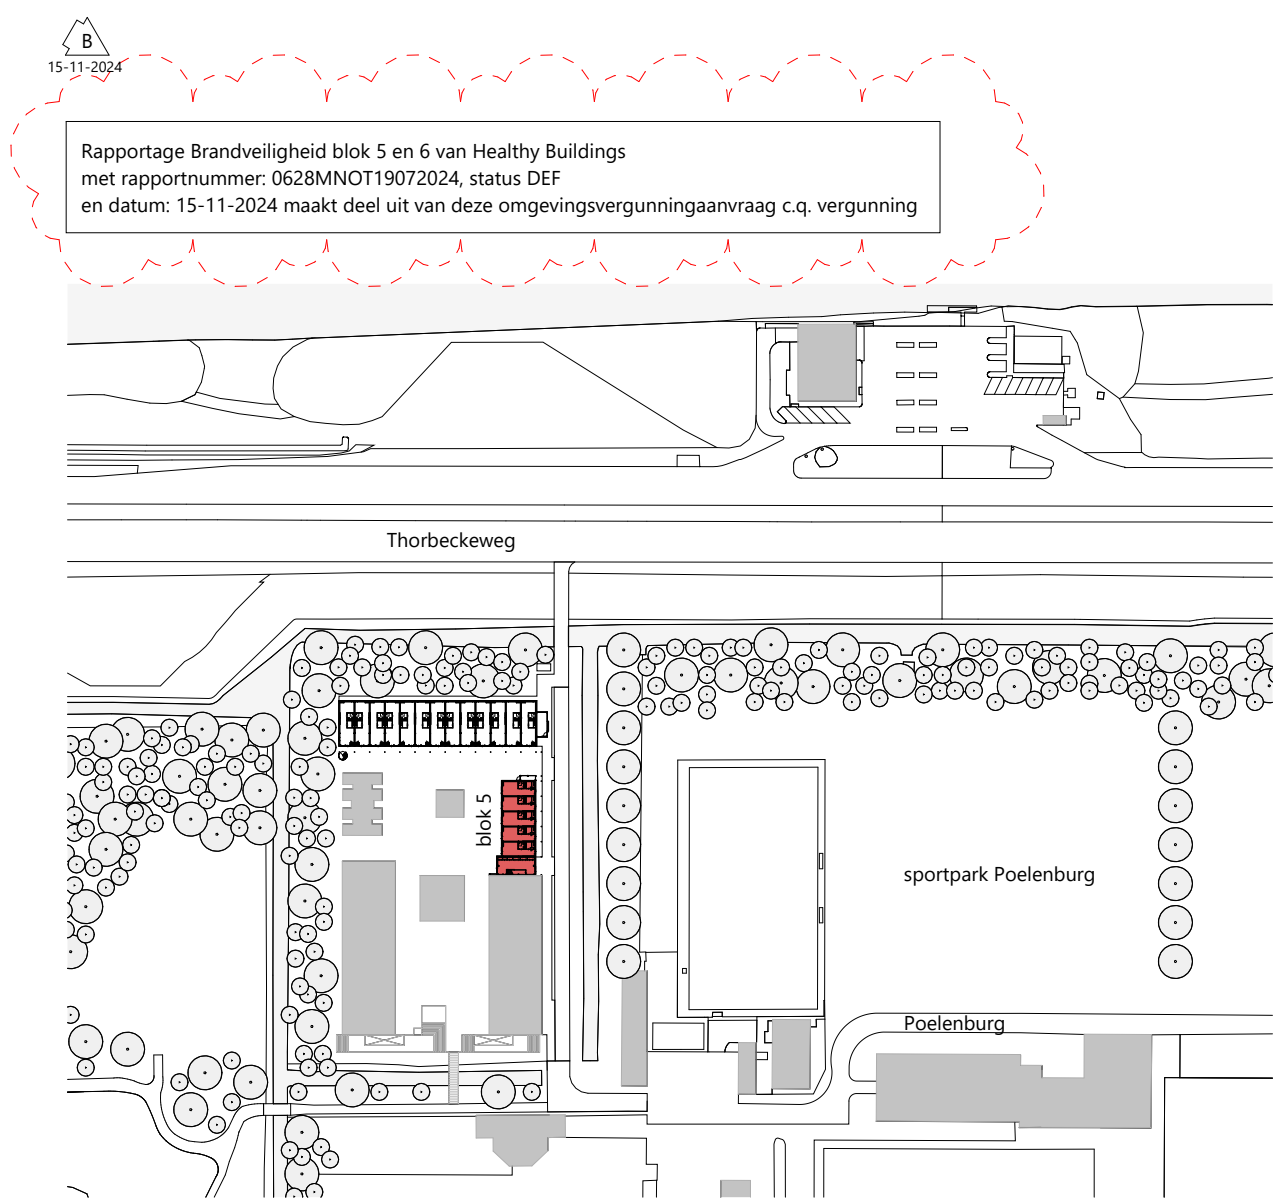 B
15-11-2024
Rapportage Brandveiligheid blok 5 en 6 van Healthy Buildings
met rapportnummer: 0628MNOT19072024, status DEF
en datum: 15-11-2024 maakt deel uit van deze omgevingsvergunningaanvraag c.q. vergunning
Thorbeckeweg
blok 5
sportpark Poelenburg
Poelenburg